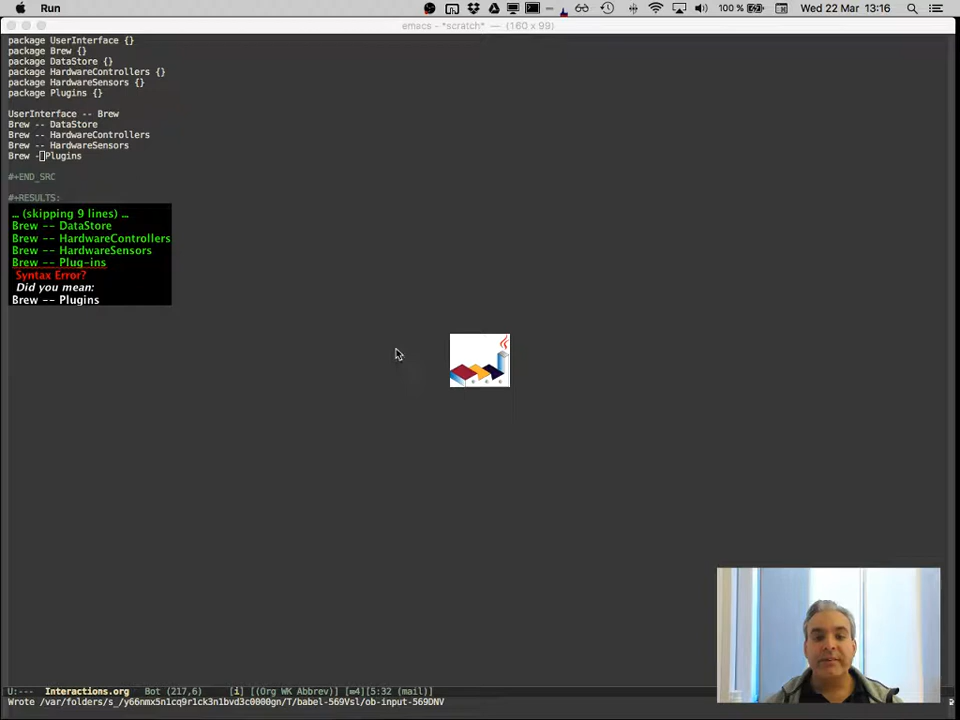 Run
100 %
Wed 22 Mar 13:16
emacs - *scratch* — (160 x 99)
package UserInterface {}
package Brew {}
package DataStore {}
package HardwareControllers {}
package HardwareSensors {}
package Plugins {}
UserInterface -- Brew
Brew -- DataStore
Brew -- HardwareControllers
Brew -- HardwareSensors
Brew - Plugins
#+END_SRC
#+RESULTS:
... (skipping 9 lines) ...
Brew -- DataStore
Brew -- HardwareControllers
Brew -- HardwareSensors
Brew -- Plug-ins
Syntax Error?
Did you mean:
Brew -- Plugins
U:--- Interactions.org Bot (217,6) [i] [(Org WK Abbrev)] [¤4][5:32 (mail)]
Wrote /var/folders/s_/y66nmx5n1cq9r1ck3n1bvd3c0000gn/T/babel-569Vsl/ob-input-569DNV